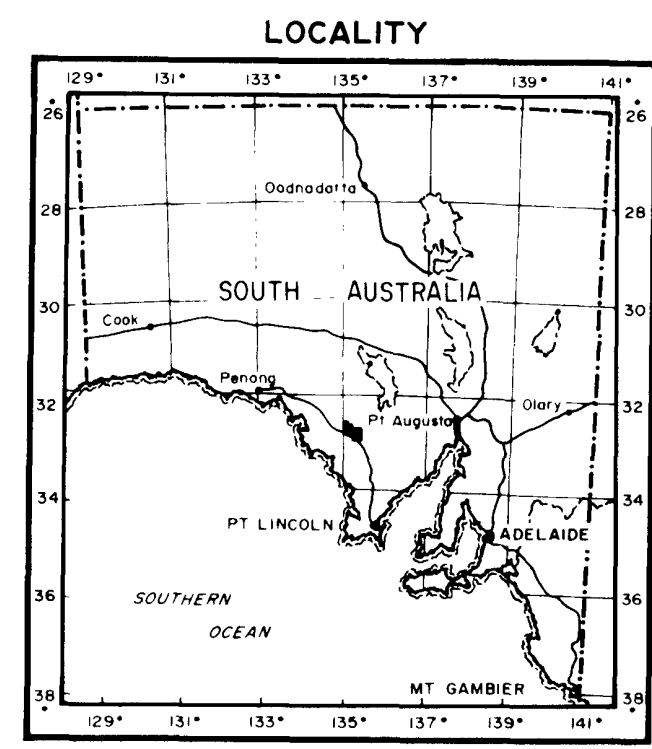 LOCALITY
129° 131° 133° 135° 137° 139° 141°
26 26
Oodnadatta
28 28
SOUTH AUSTRALIA
30 30
Cook
Penong
32 32
Pt Augusta
Olary
34 34
PT LINCOLN
ADELAIDE
36 36
SOUTHERN
OCEAN
MT GAMBIER
38 38
129° 131° 133° 135° 137° 139° 141°